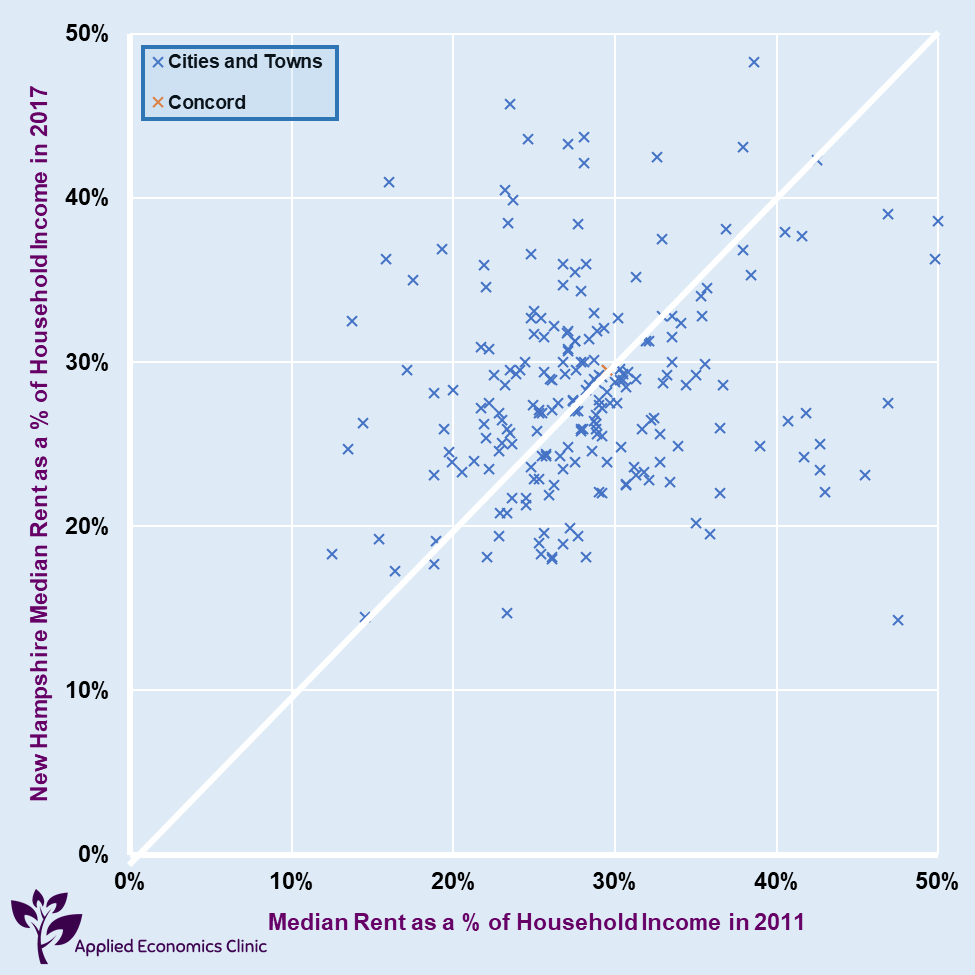 50%
Cities and Towns
Concord
40%
30%
20%
10%
0%
New Hampshire Median Rent as a % of Household Income in 2017
0%
10%
20%
30%
40%
50%
Median Rent as a % of Household Income in 2011
Applied Economics Clinic